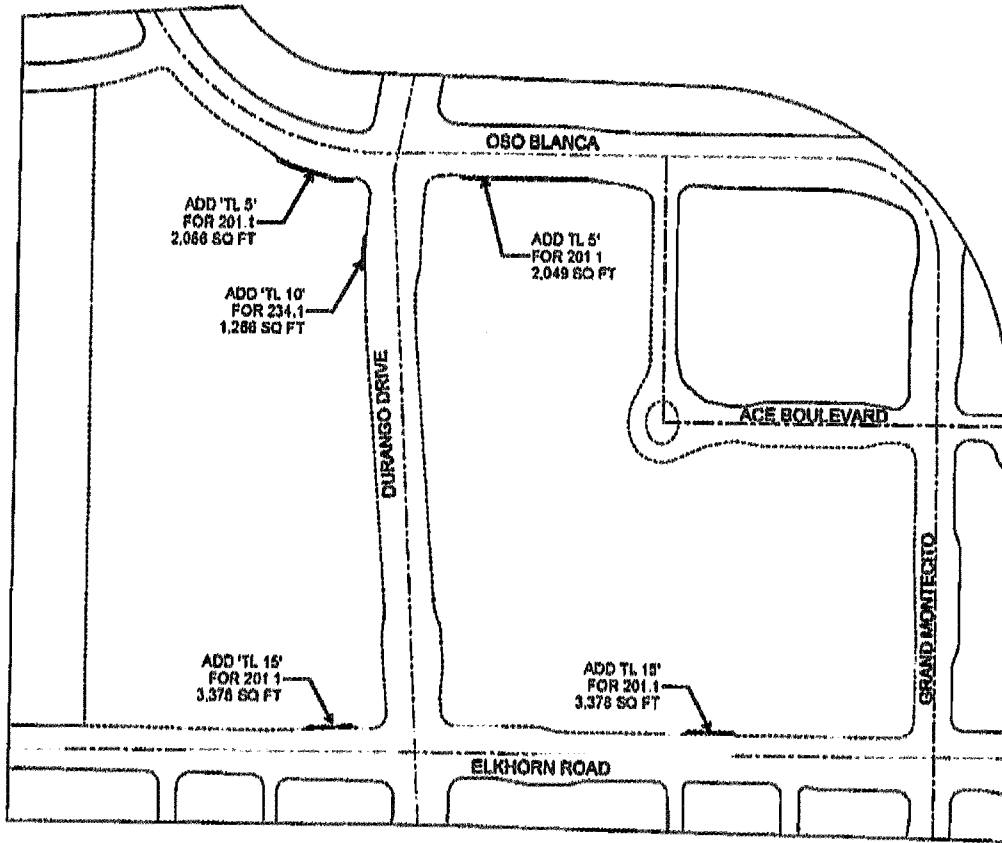 OSO BLANCA
ADD 'TL 5'
FOR 201.1
2,066 SQ FT
ADD TL 5'
FOR 201 1
2,049 SQ FT
ADD 'TL 10'
FOR 234.1
1,266 SQ FT
DURANGO DRIVE
ACE BOULEVARD
GRAND MONTECITO
ADD 'TL 15'
FOR 201 1
3,378 SQ FT
ADD TL 15'
FOR 201.1
3,378 SQ FT
ELKHORN ROAD